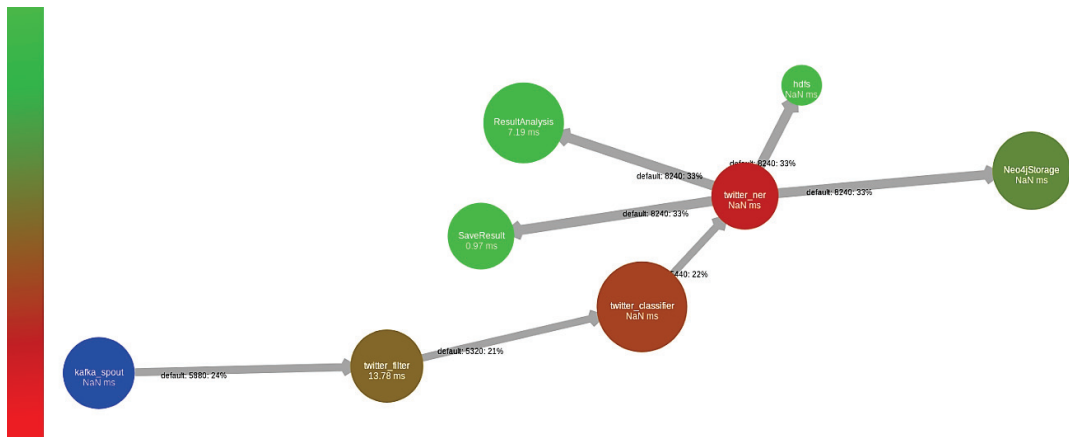 hdfs
NaN ms
ResultAnalysis
7.19 ms
default: 8240: 33%
default: 8240: 33%
Neo4jStorage
NaN ms
twitter_ner
NaN ms
default: 8240: 33%
default: 8240: 33%
SaveResult
0.97 ms
5440: 22%
twitter_classifier
NaN ms
default: 5320: 21%
twitter_filter
13.78 ms
kafka_spout
NaN ms
default: 5880: 24%